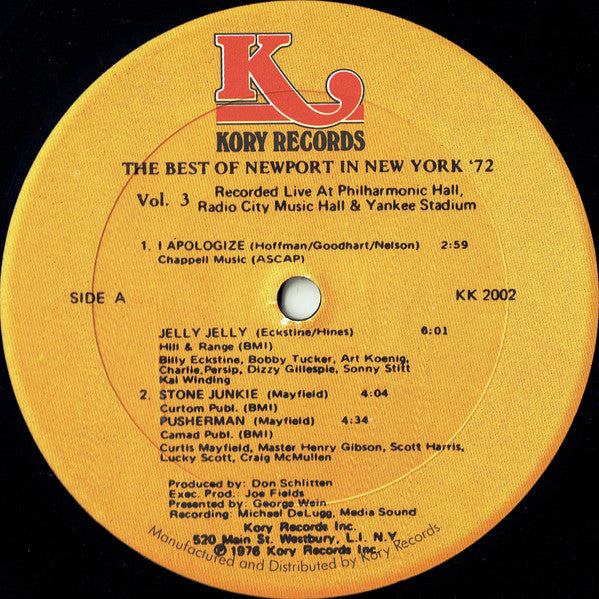 K
KORY RECORDS
THE BEST OF NEWPORT IN NEW YORK '72
Vol. 3 Recorded Live At Philharmonic Hall,
Radio City Music Hall & Yankee Stadium
1. I APOLOGIZE (Hoffman/Goodhart/Nelson) 2:59
Chappell Music (ASCAP)
SIDE A
KK 2002
JELLY JELLY (Eckstine/Hines) 6:01
Hill & Range (BMI)
Billy Eckstine, Bobby Tucker, Art Koenig,
Charlie Persip, Dizzy Gillespie, Sonny Stitt
Kai Winding
2. STONE JUNKIE (Mayfield) 4:04
Curtom Publ. (BMI)
PUSHERMAN (Mayfield) 4:34
Camad Publ. (BMI)
Curtis Mayfield, Master Henry Gibson, Scott Harris,
Lucky Scott, Craig McMullen
Produced by: Don Schlitten
Exec. Prod.: Joe Fields
Presented by: George Wein
Recording: Michael DeLugg, Media Sound
Kory Records Inc.
520 Main St. Westbury, L.I. N.Y.
℗ 1976 Kory Records Inc.
Manufactured and Distributed by Kory Records